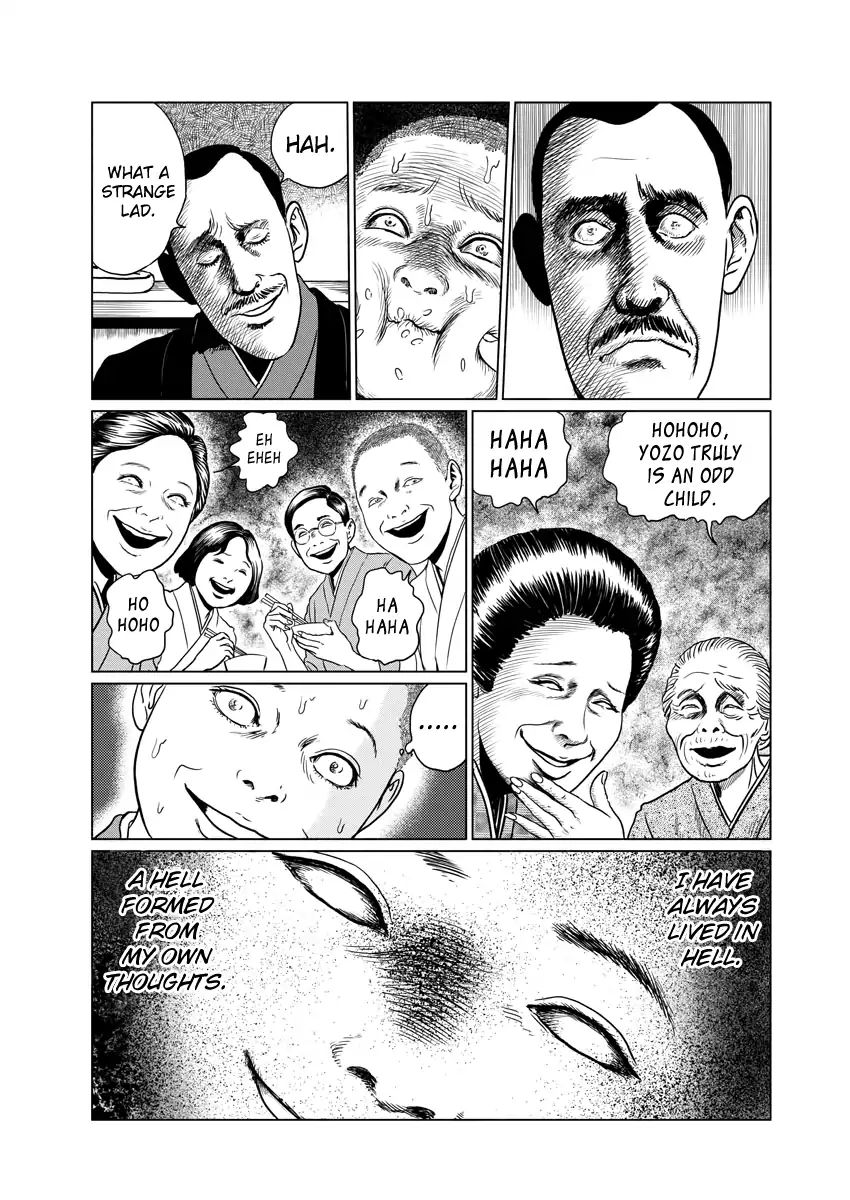 HAH.
WHAT A
STRANGE
LAD.
HOHOHO,
YOZO TRULY
IS AN ODD
CHILD.
HAHA
HAHA
EH
EHEH
HA
HAHA
HO
HOHO
.....
I HAVE
ALWAYS
LIVED IN
HELL.
A HELL
FORMED
FROM
MY OWN
THOUGHTS.